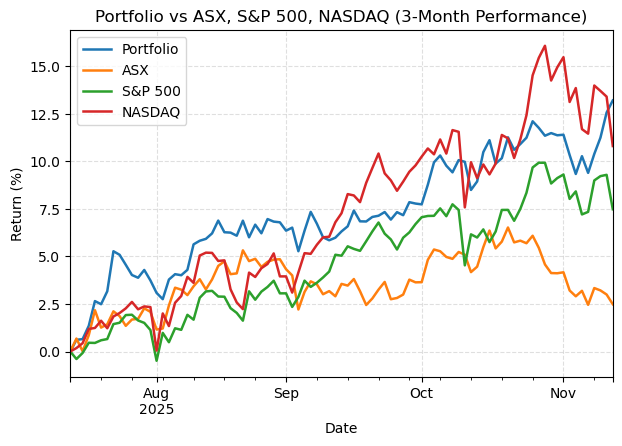 Portfolio vs ASX, S&P 500, NASDAQ (3-Month Performance)
Portfolio
ASX
S&P 500
NASDAQ
Return (%)
15.0
12.5
10.0
7.5
5.0
2.5
0.0
Aug
2025
Sep
Oct
Nov
Date